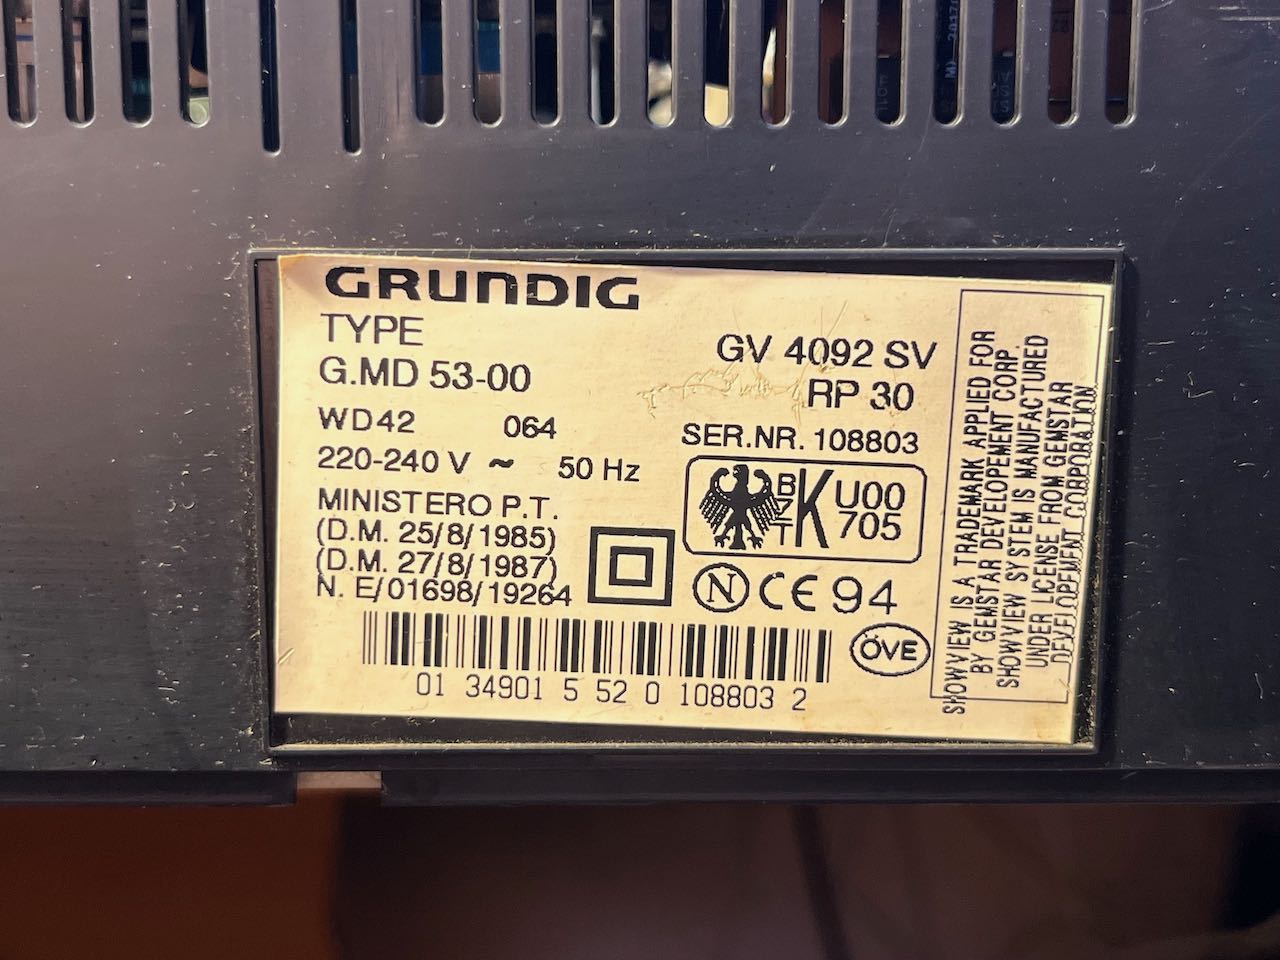 GRUNDIG
TYPE
G.MD 53-00
GV 4092 SV
RP 30
WD42 064
SER.NR. 108803
220-240 V ~ 50 Hz
MINISTERO P.T.
(D.M. 25/8/1985)
(D.M. 27/8/1987)
N. E/01698/19264
BZT
K U00
705
N CE 94
ÖVE
01 34901 5 52 0 108803 2
SHOWVIEW IS A TRADEMARK APPLIED FOR
BY GEMSTAR DEVELOPEMENT CORP.
SHOWVIEW SYSTEM IS MANUFACTURED
UNDER LICENSE FROM GEMSTAR
DEVELOPEMENT CORPORATION